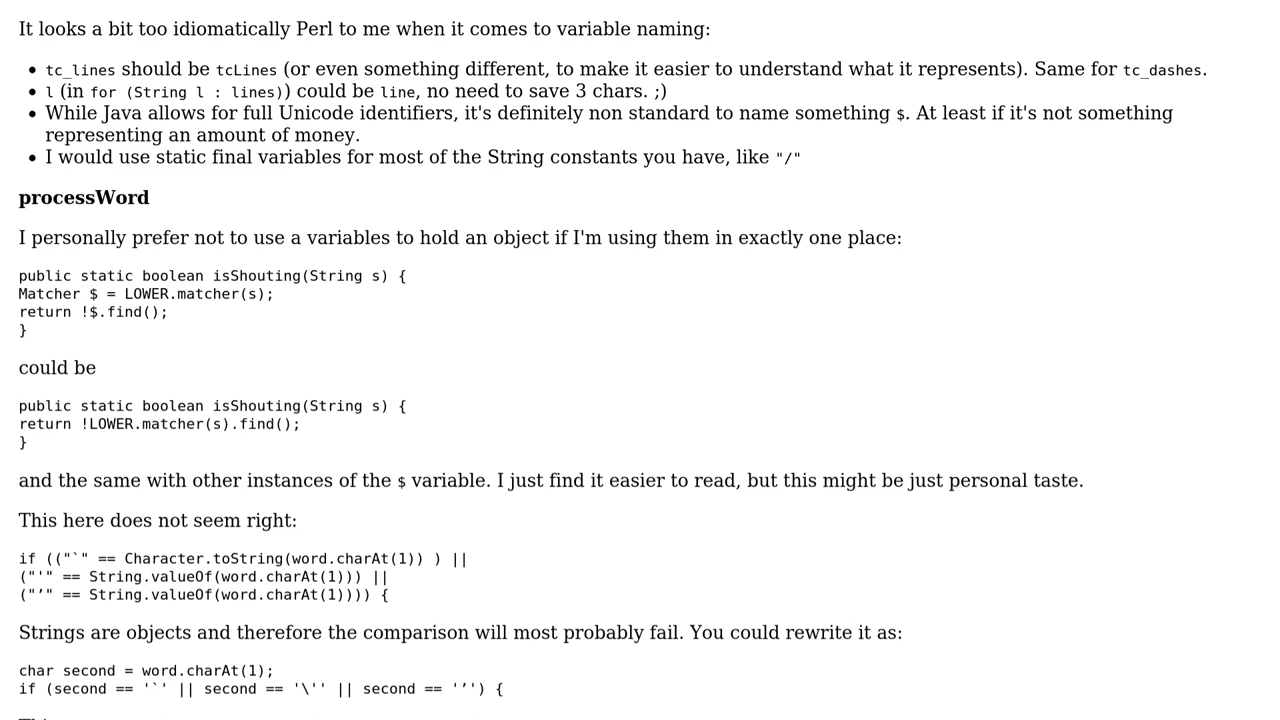 It looks a bit too idiomatically Perl to me when it comes to variable naming:
• tc_lines should be tcLines (or even something different, to make it easier to understand what it represents). Same for tc_dashes.
• l (in for (String l : lines)) could be line, no need to save 3 chars. ;)
• While Java allows for full Unicode identifiers, it's definitely non standard to name something $. At least if it's not something
representing an amount of money.
• I would use static final variables for most of the String constants you have, like "/"
processWord
I personally prefer not to use a variables to hold an object if I'm using them in exactly one place:
public static boolean isShouting(String s) {
Matcher $ = LOWER.matcher(s);
return !$.find();
}
could be
public static boolean isShouting(String s) {
return !LOWER.matcher(s).find();
}
and the same with other instances of the $ variable. I just find it easier to read, but this might be just personal taste.
This here does not seem right:
if (("`" == Character.toString(word.charAt(1)) ) ||
("'" == String.valueOf(word.charAt(1))) ||
("’" == String.valueOf(word.charAt(1)))) {
Strings are objects and therefore the comparison will most probably fail. You could rewrite it as:
char second = word.charAt(1);
if (second == '`' || second == '\'' || second == '’') {